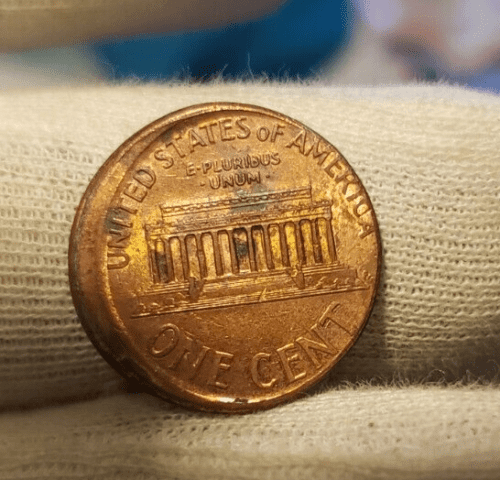 UNITED STATES OF AMERICA
E·PLURIBUS
·UNUM·
ONE CENT